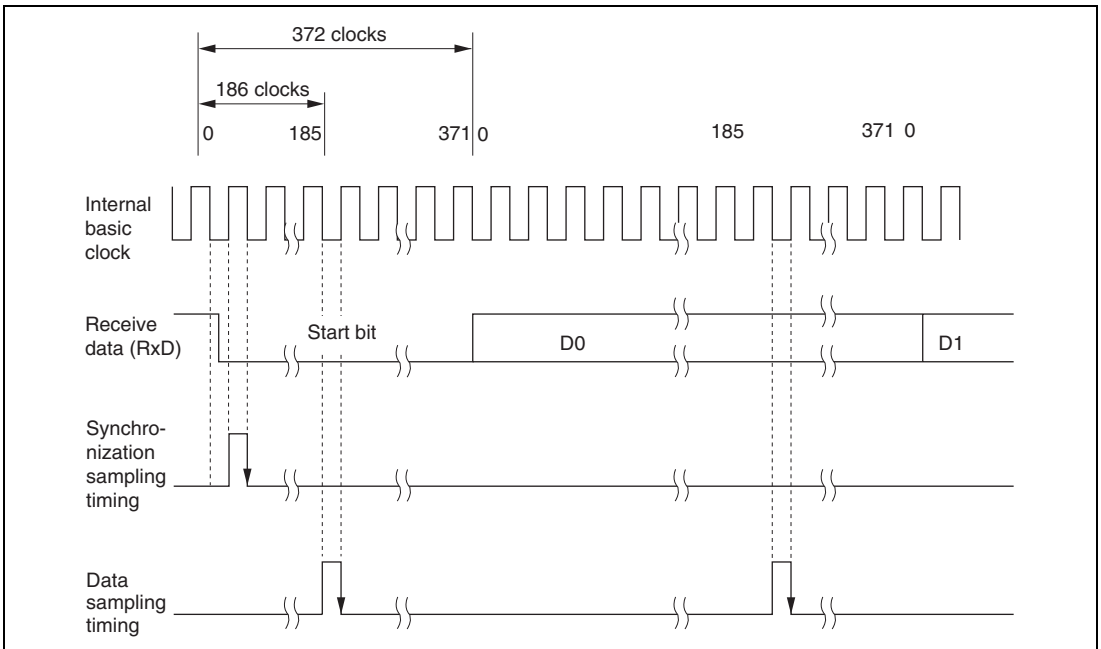 372 clocks
186 clocks
0 185 371 0 185 371 0
Internal
basic
clock
Receive
data (RxD)
Start bit
D0
D1
Synchro-
nization
sampling
timing
Data
sampling
timing